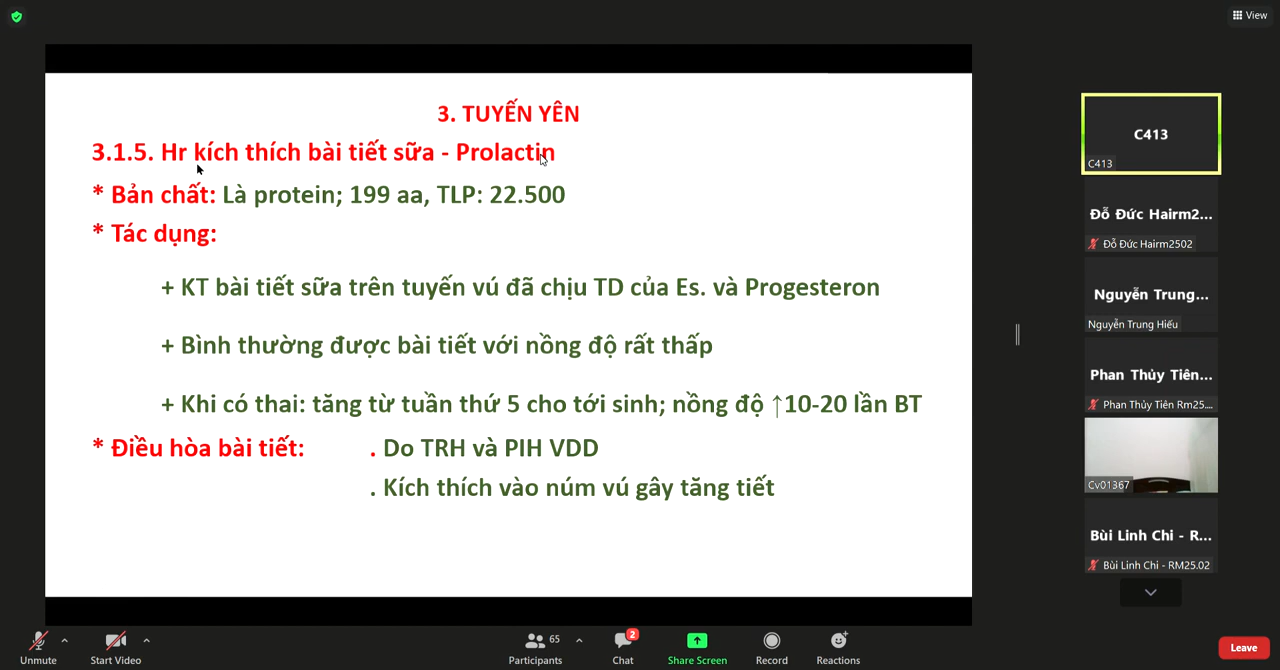 View
3. TUYẾN YÊN
3.1.5. Hr kích thích bài tiết sữa - Prolactin
* Bản chất: Là protein; 199 aa, TLP: 22.500
* Tác dụng:
+ KT bài tiết sữa trên tuyến vú đã chịu TD của Es. và Progesteron
+ Bình thường được bài tiết với nồng độ rất thấp
+ Khi có thai: tăng từ tuần thứ 5 cho tới sinh; nồng độ ↑10-20 lần BT
* Điều hòa bài tiết: . Do TRH và PIH VDD
. Kích thích vào núm vú gây tăng tiết
C413
C413
Đỗ Đức Hairm2...
Đỗ Đức Hairm2502
Nguyễn Trung...
Nguyễn Trung Hiếu
Phan Thủy Tiên...
Phan Thủy Tiên Rm25....
Cv01367
Bùi Linh Chi - R...
Bùi Linh Chi - RM25.02
Unmute
Start Video
Participants 65
Chat 2
Share Screen
Record
Reactions
Leave